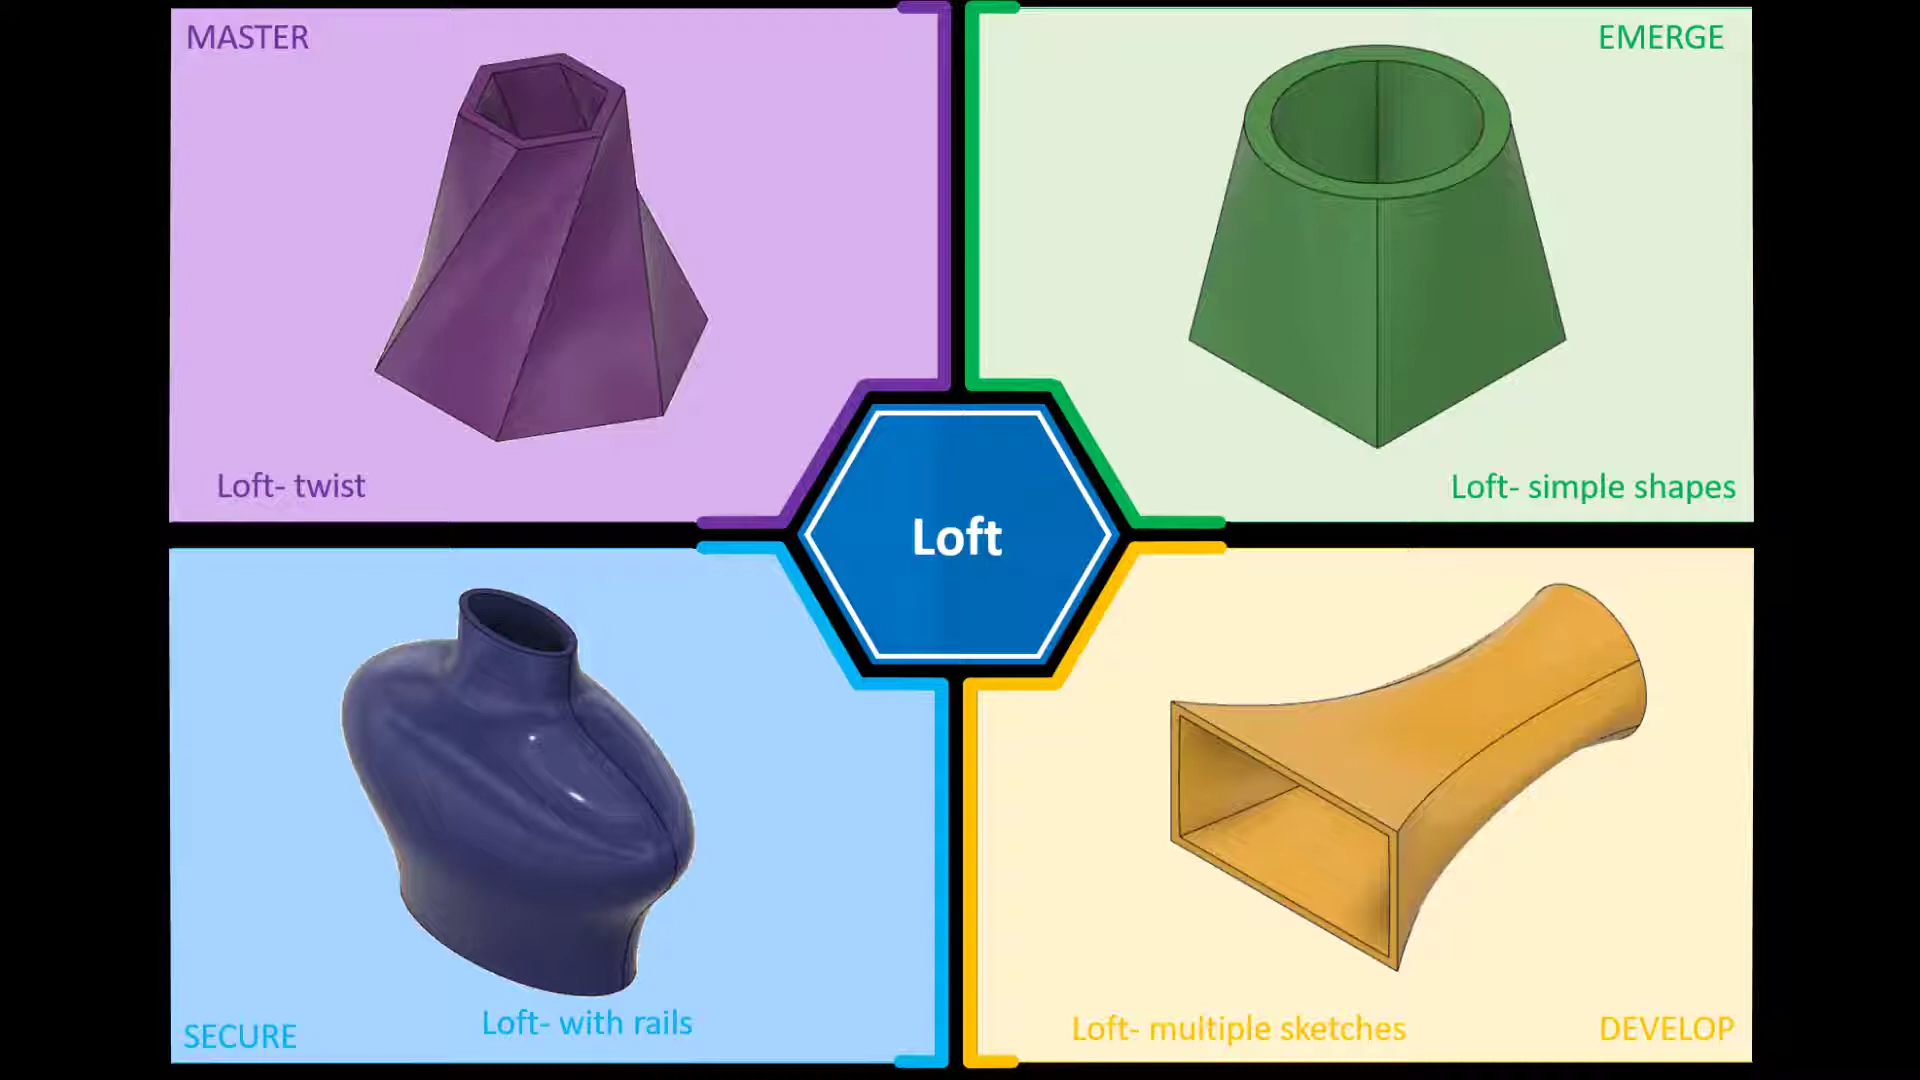 MASTER
EMERGE
Loft- twist
Loft- simple shapes
Loft
Loft- with rails
SECURE
Loft- multiple sketches
DEVELOP